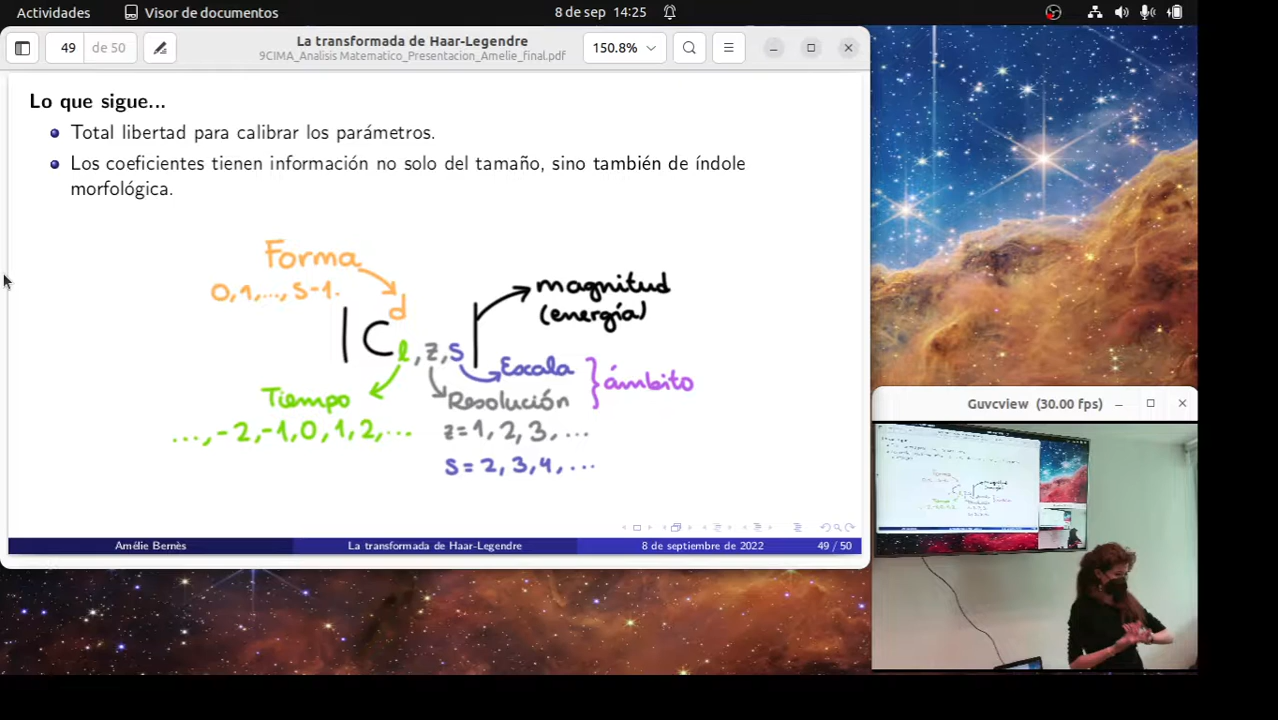 Actividades
Visor de documentos
8 de sep 14:25
49
de 50
La transformada de Haar-Legendre
9CIMA_Analisis Matematico_Presentacion_Amelie_final.pdf
150.8%
Lo que sigue...
Total libertad para calibrar los parámetros.
Los coeficientes tienen información no solo del tamaño, sino también de índole
morfológica.
Forma
0,1,..., S-1.
magnitud
(energía)
|C d l,z,s|
Escala
Resolución
ámbito
Tiempo
...,-2,-1,0,1,2,...
z=1,2,3,...
s=2,3,4,...
Amélie Bernès
La transformada de Haar-Legendre
8 de septiembre de 2022
49 / 50
Guvcview (30.00 fps)